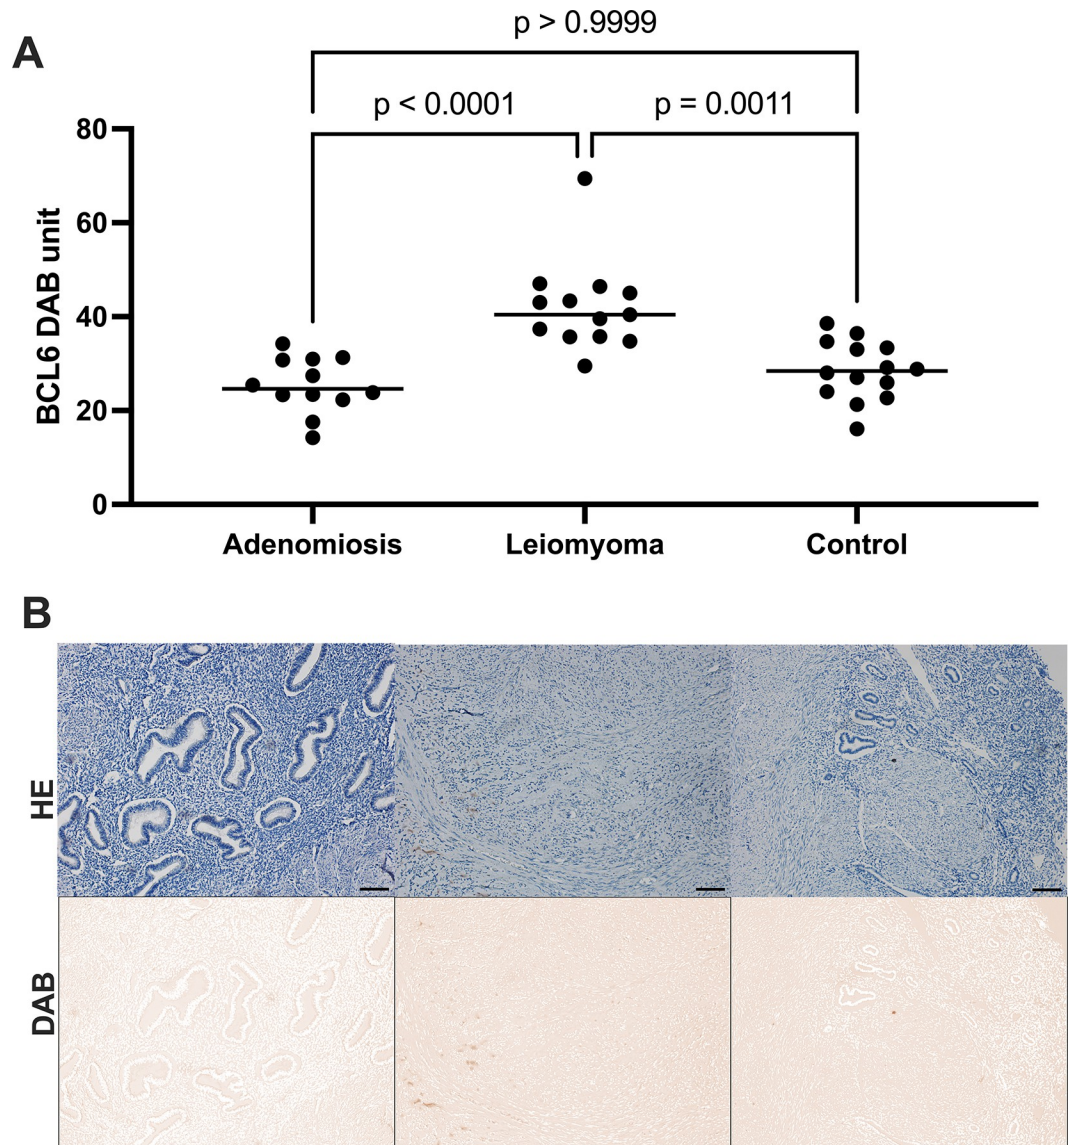 A
p > 0.9999
p < 0.0001
p = 0.0011
BCL6 DAB unit
80
60
40
20
0
Adenomiosis
Leiomyoma
Control
B
HE
DAB